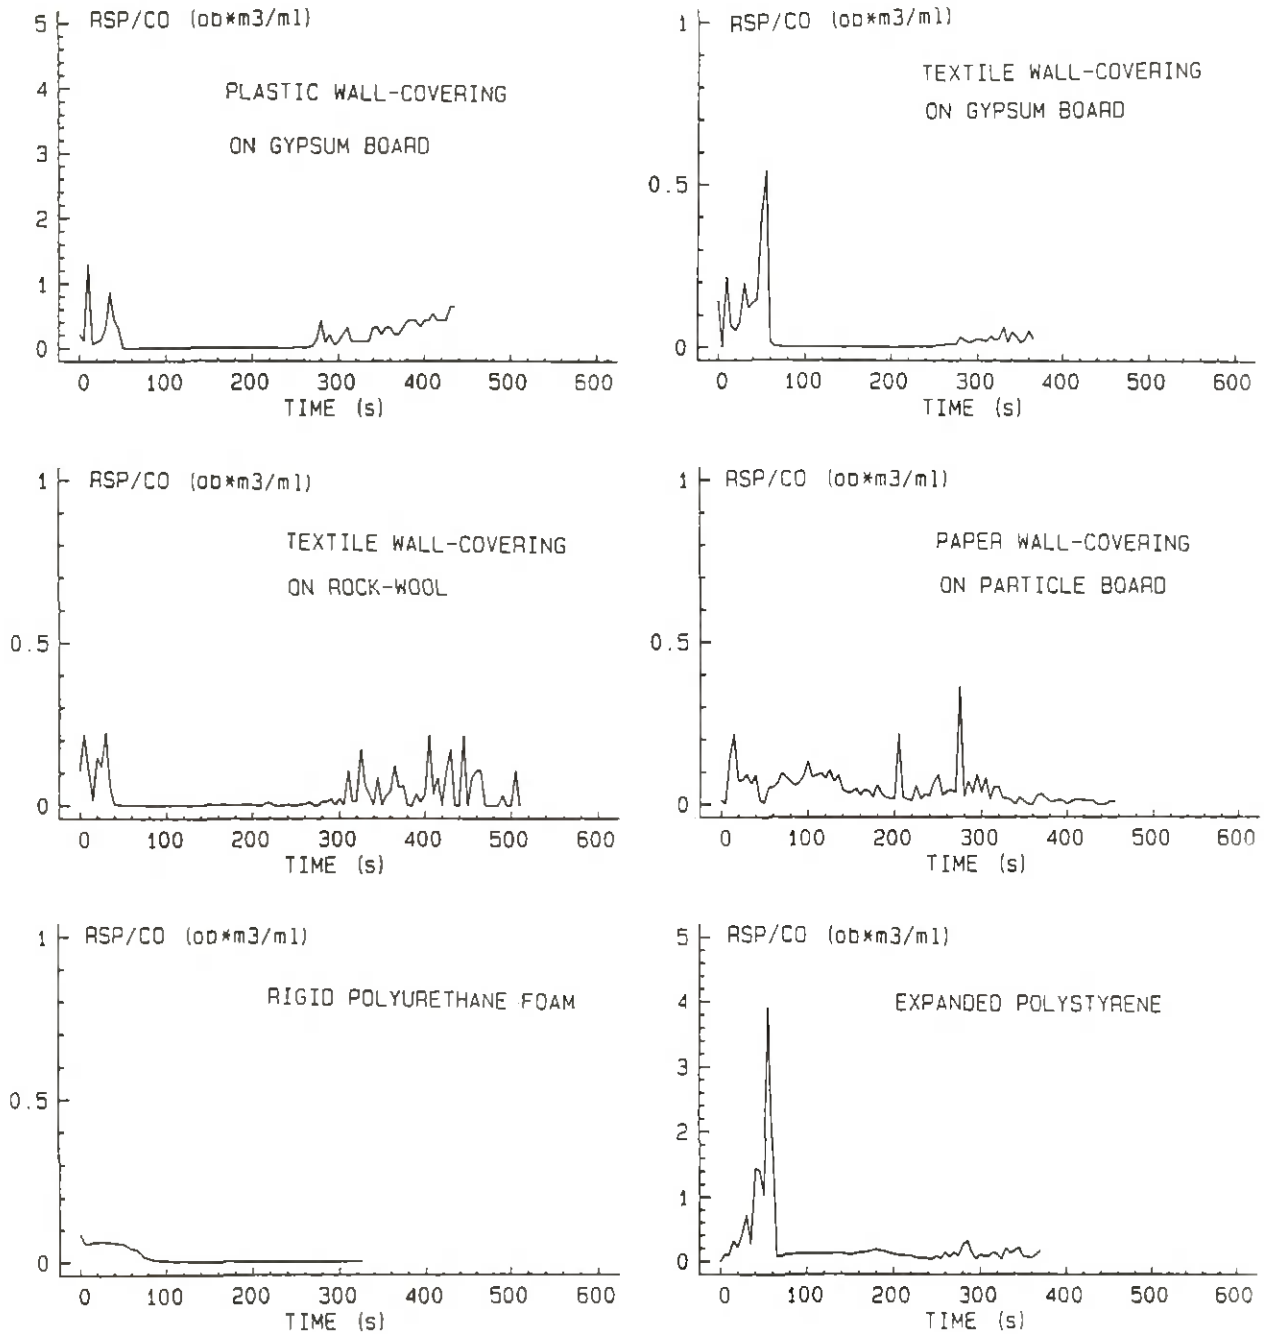 RSP/CO (ob*m3/ml)
PLASTIC WALL-COVERING
ON GYPSUM BOARD
5
4
3
2
1
0
0 100 200 300 400 500 600
TIME (s)
RSP/CO (ob*m3/ml)
TEXTILE WALL-COVERING
ON GYPSUM BOARD
1
0.5
0
0 100 200 300 400 500 600
TIME (s)
RSP/CO (ob*m3/ml)
TEXTILE WALL-COVERING
ON ROCK-WOOL
1
0.5
0
0 100 200 300 400 500 600
TIME (s)
RSP/CO (ob*m3/ml)
PAPER WALL-COVERING
ON PARTICLE BOARD
1
0.5
0
0 100 200 300 400 500 600
TIME (s)
RSP/CO (ob*m3/ml)
RIGID POLYURETHANE FOAM
1
0.5
0
0 100 200 300 400 500 600
TIME (s)
RSP/CO (ob*m3/ml)
EXPANDED POLYSTYRENE
5
4
3
2
1
0
0 100 200 300 400 500 600
TIME (s)